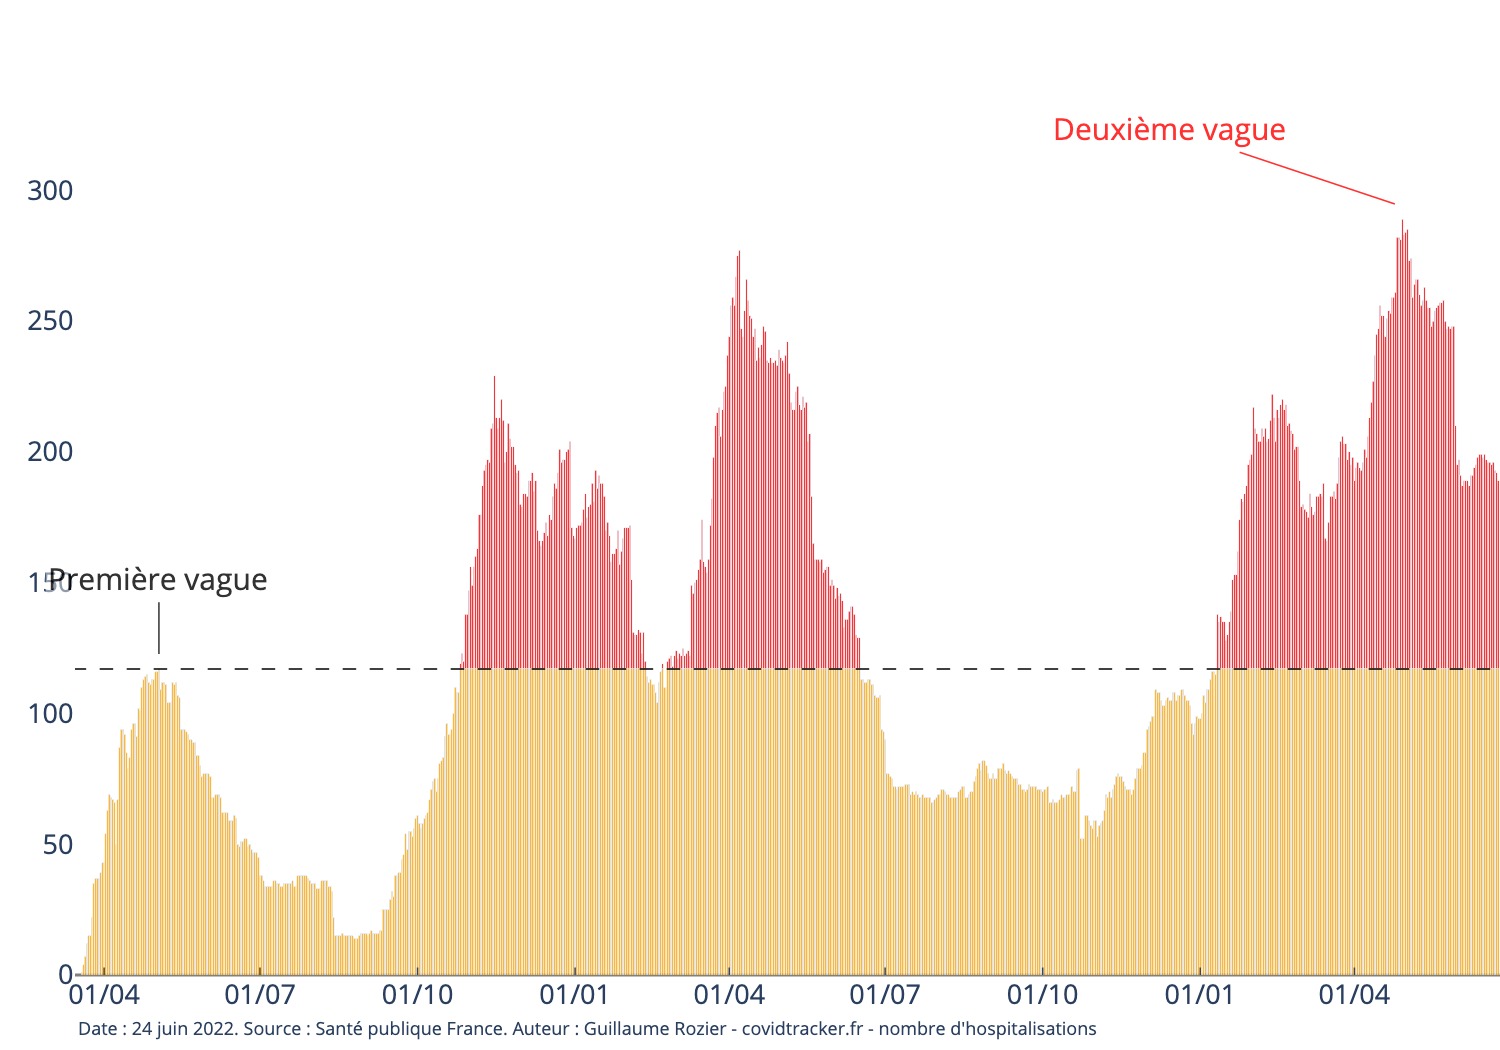 Deuxième vague
300
250
200
150
Première vague
100
50
0
01/04 01/07 01/10 01/01 01/04 01/07 01/10 01/01 01/04
Date : 24 juin 2022. Source : Santé publique France. Auteur : Guillaume Rozier - covidtracker.fr - nombre d'hospitalisations